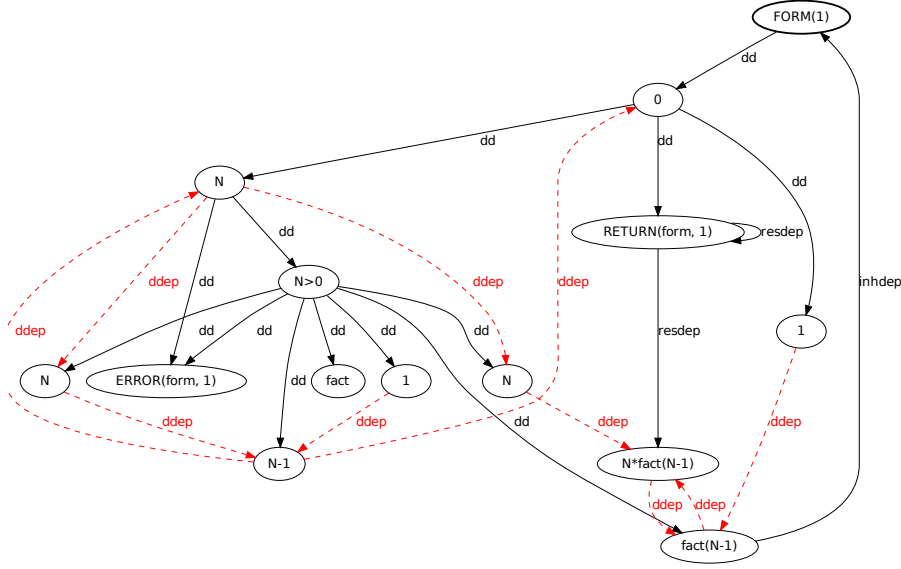 FORM(1)
dd
0
dd
dd
dd
N
RETURN(form, 1)
resdep
dd
ddep
dd
ddep
ddep
N>0
inhdep
ddep
dd
dd
dd
dd
dd
resdep
1
N
ERROR(form, 1)
fact
1
N
dd
ddep
ddep
dd
ddep
ddep
N-1
N*fact(N-1)
ddep
ddep
fact(N-1)